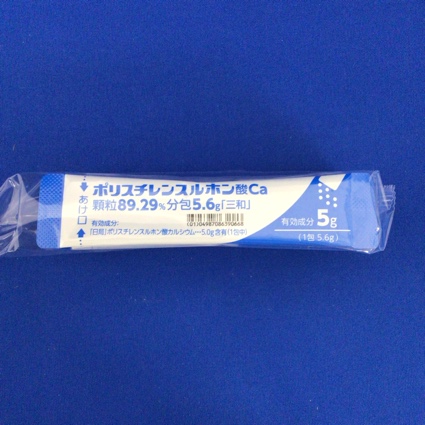 あけ口
ポリスチレンスルホン酸Ca
顆粒89.29%分包5.6g「三和」
有効成分:
「日局」ポリスチレンスルホン酸カルシウム…5.0g含有(1包中)
有効成分 5g
(1包 5.6g)